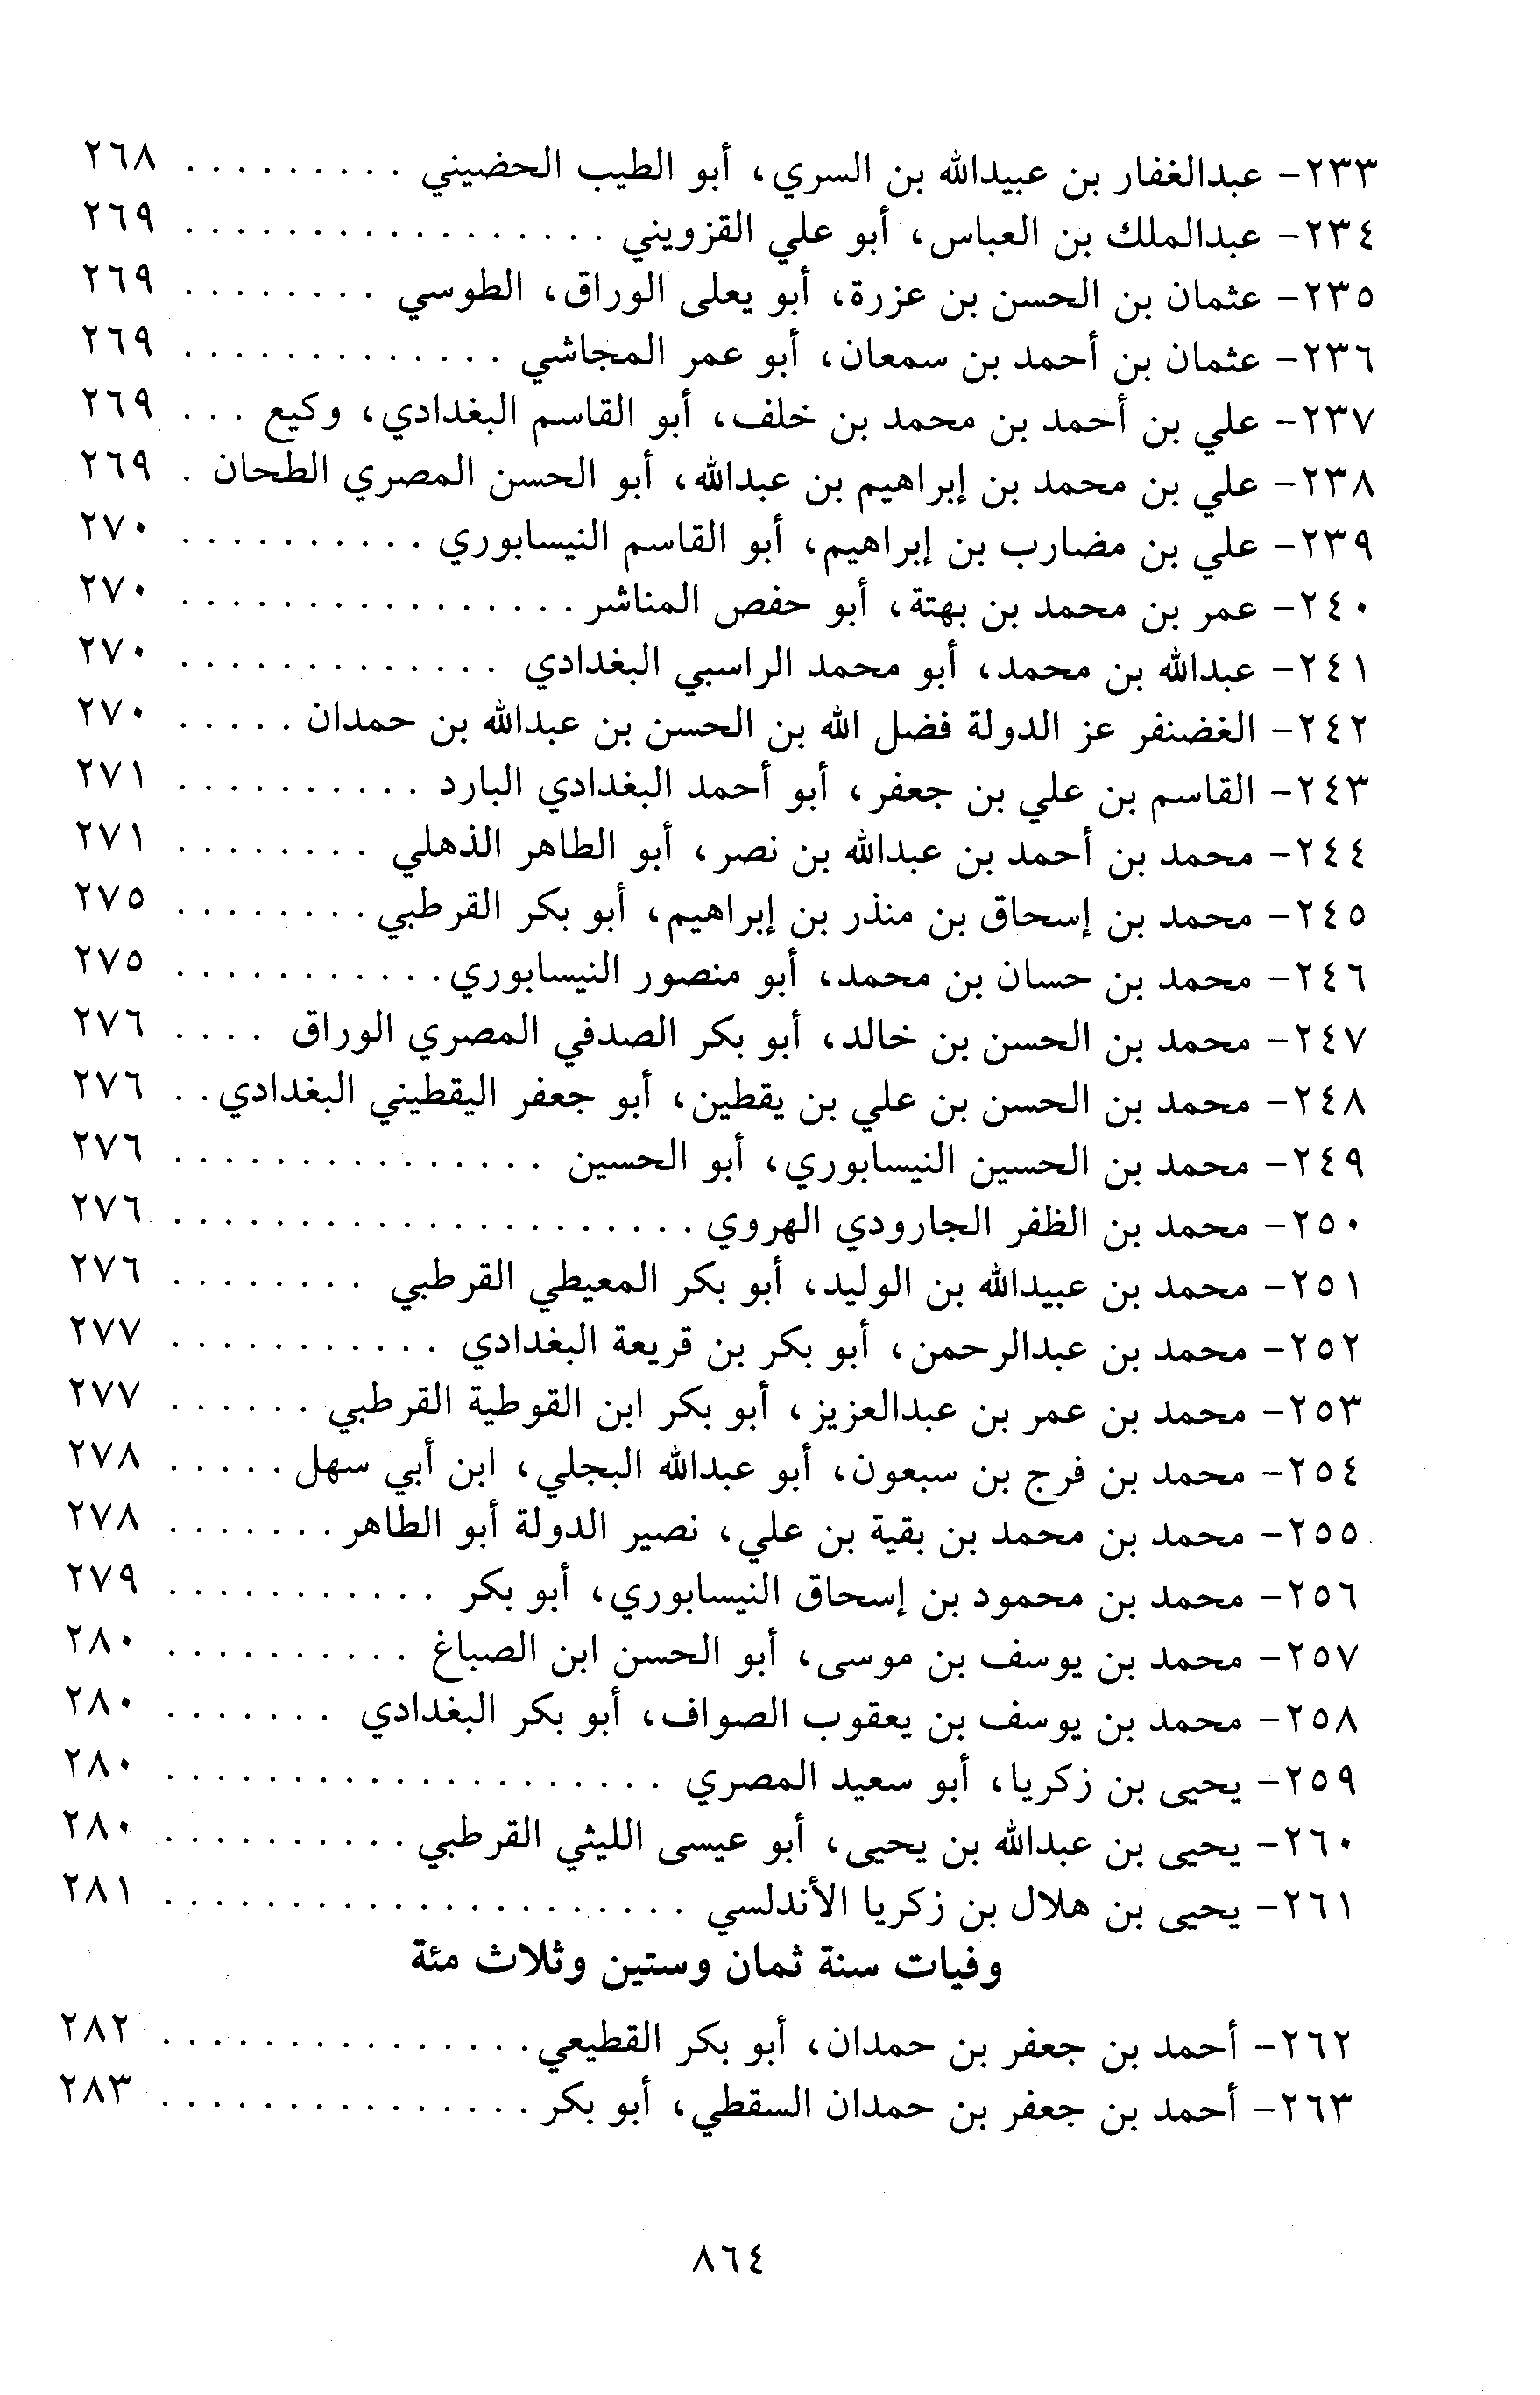 ٢٣٣- عبدالغفار بن عبيدالله بن السري، أبو الطيب الحضيني . . . . . . . . . ٢٦٨
٢٣٤- عبدالملك بن العباس، أبو علي القزويني . . . . . . . . . . . . . . . . . ٢٦٩
٢٣٥- عثمان بن الحسن بن عزرة، أبو يعلى الوراق، الطوسي . . . . . . . . ٢٦٩
٢٣٦- عثمان بن أحمد بن سمعان، أبو عمر المجاشي . . . . . . . . . . . . . ٢٦٩
٢٣٧- علي بن أحمد بن محمد بن خلف، أبو القاسم البغدادي، وكيع . . . ٢٦٩
٢٣٨- علي بن محمد بن إبراهيم بن عبدالله، أبو الحسن المصري الطحان . ٢٦٩
٢٣٩- علي بن مضارب بن إبراهيم، أبو القاسم النيسابوري . . . . . . . . . . ٢٧٠
٢٤٠- عمر بن محمد بن بهتة، أبو حفص المناشر . . . . . . . . . . . . . . . . ٢٧٠
٢٤١- عبدالله بن محمد، أبو محمد الراسبي البغدادي . . . . . . . . . . . . . ٢٧٠
٢٤٢- الغضنفر عز الدولة فضل الله بن الحسن بن عبدالله بن حمدان . . . . . ٢٧٠
٢٤٣- القاسم بن علي بن جعفر، أبو أحمد البغدادي البارد . . . . . . . . . . ٢٧١
٢٤٤- محمد بن أحمد بن عبدالله بن نصر، أبو الطاهر الذهلي . . . . . . . . ٢٧١
٢٤٥- محمد بن إسحاق بن منذر بن إبراهيم، أبو بكر القرطبي . . . . . . . . ٢٧٥
٢٤٦- محمد بن حسان بن محمد، أبو منصور النيسابوري . . . . . . . . . . . ٢٧٥
٢٤٧- محمد بن الحسن بن خالد، أبو بكر الصدفي المصري الوراق . . . . ٢٧٦
٢٤٨- محمد بن الحسن بن علي بن يقطين، أبو جعفر اليقطيني البغدادي . . ٢٧٦
٢٤٩- محمد بن الحسين النيسابوري، أبو الحسين . . . . . . . . . . . . . . . ٢٧٦
٢٥٠- محمد بن الظفر الجارودي الهروي . . . . . . . . . . . . . . . . . . . . . ٢٧٦
٢٥١- محمد بن عبيدالله بن الوليد، أبو بكر المعيطي القرطبي . . . . . . . . ٢٧٦
٢٥٢- محمد بن عبدالرحمن، أبو بكر بن قريعة البغدادي . . . . . . . . . . . ٢٧٧
٢٥٣- محمد بن عمر بن عبدالعزيز، أبو بكر ابن القوطية القرطبي . . . . . . ٢٧٧
٢٥٤- محمد بن فرج بن سبعون، أبو عبدالله البجلي، ابن أبي سهل . . . . . ٢٧٨
٢٥٥- محمد بن محمد بن بقية بن علي، نصير الدولة أبو الطاهر . . . . . . . ٢٧٨
٢٥٦- محمد بن محمود بن إسحاق النيسابوري، أبو بكر . . . . . . . . . . . ٢٧٩
٢٥٧- محمد بن يوسف بن موسى، أبو الحسن ابن الصباغ . . . . . . . . . . ٢٨٠
٢٥٨- محمد بن يوسف بن يعقوب الصواف، أبو بكر البغدادي . . . . . . . ٢٨٠
٢٥٩- يحيى بن زكريا، أبو سعيد المصري . . . . . . . . . . . . . . . . . . . . ٢٨٠
٢٦٠- يحيى بن عبدالله بن يحيى، أبو عيسى الليثي القرطبي . . . . . . . . . . ٢٨٠
٢٦١- يحيى بن هلال بن زكريا الأندلسي . . . . . . . . . . . . . . . . . . . . . ٢٨١
وفيات سنة ثمان وستين وثلاث مئة
٢٦٢- أحمد بن جعفر بن حمدان، أبو بكر القطيعي . . . . . . . . . . . . . . . ٢٨٢
٢٦٣- أحمد بن جعفر بن حمدان السقطي، أبو بكر . . . . . . . . . . . . . . . ٢٨٣
٨٦٤